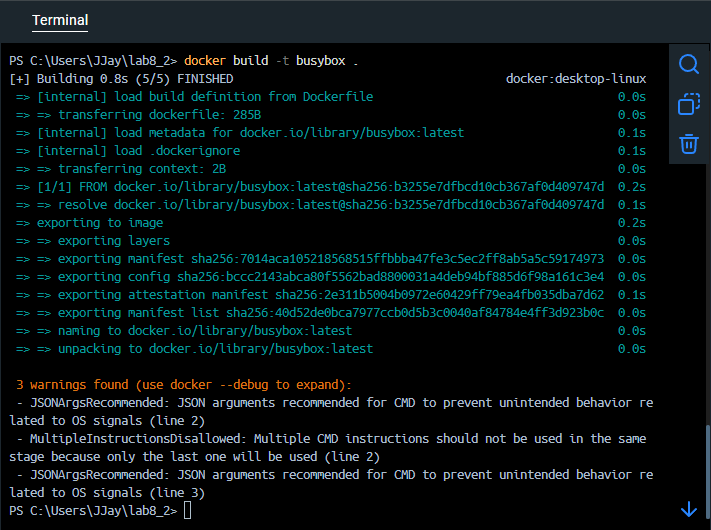 Terminal
PS C:\Users\JJay\lab8_2> docker build -t busybox .
[+] Building 0.8s (5/5) FINISHED docker:desktop-linux
=> [internal] load build definition from Dockerfile 0.0s
=> => transferring dockerfile: 285B 0.0s
=> [internal] load metadata for docker.io/library/busybox:latest 0.1s
=> [internal] load .dockerignore 0.1s
=> => transferring context: 2B 0.0s
=> [1/1] FROM docker.io/library/busybox:latest@sha256:b3255e7dfbcd10cb367af0d409747d 0.2s
=> => resolve docker.io/library/busybox:latest@sha256:b3255e7dfbcd10cb367af0d409747d 0.1s
=> exporting to image 0.2s
=> => exporting layers 0.0s
=> => exporting manifest sha256:7014aca105218568515ffbbba47fe3c5ec2ff8ab5a5c59174973 0.0s
=> => exporting config sha256:bccc2143abca80f5562bad8800031a4deb94bf885d6f98a161c3e4 0.0s
=> => exporting attestation manifest sha256:2e311b5004b0972e60429ff79ea4fb035dba7d62 0.1s
=> => exporting manifest list sha256:40d52de0bca7977ccb0d5b3c0040af84784e4ff3d923b0c 0.0s
=> => naming to docker.io/library/busybox:latest 0.0s
=> => unpacking to docker.io/library/busybox:latest 0.0s
3 warnings found (use docker --debug to expand):
- JSONArgsRecommended: JSON arguments recommended for CMD to prevent unintended behavior re
lated to OS signals (line 2)
- MultipleInstructionsDisallowed: Multiple CMD instructions should not be used in the same
stage because only the last one will be used (line 2)
- JSONArgsRecommended: JSON arguments recommended for CMD to prevent unintended behavior re
lated to OS signals (line 3)
PS C:\Users\JJay\lab8_2>